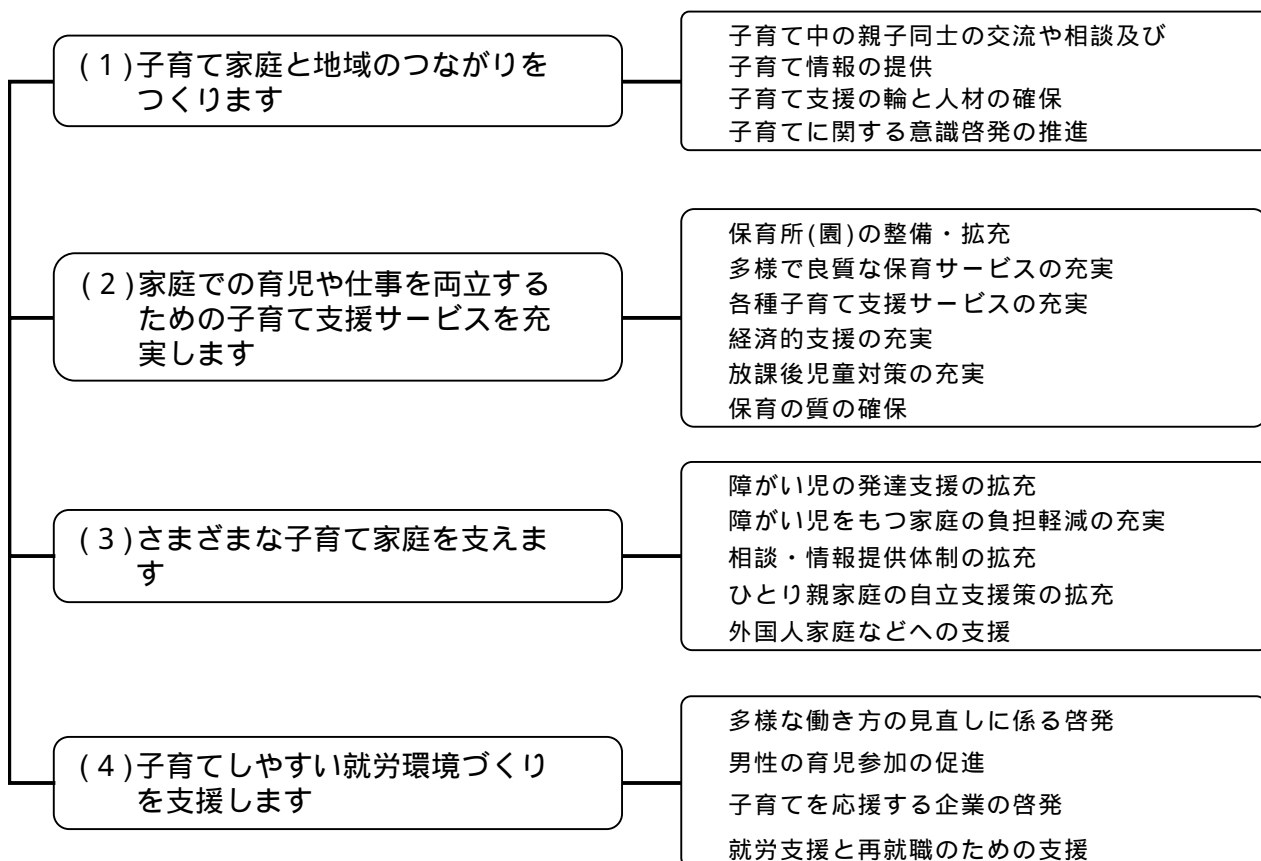 (1)子育て家庭と地域のつながりを
つくります
子育て中の親子同士の交流や相談及び
子育て情報の提供
子育て支援の輪と人材の確保
子育てに関する意識啓発の推進
(2)家庭での育児や仕事を両立する
ための子育て支援サービスを充
実します
保育所(園)の整備・拡充
多様で良質な保育サービスの充実
各種子育て支援サービスの充実
経済的支援の充実
放課後児童対策の充実
保育の質の確保
(3)さまざまな子育て家庭を支えま
す
障がい児の発達支援の拡充
障がい児をもつ家庭の負担軽減の充実
相談・情報提供体制の拡充
ひとり親家庭の自立支援策の拡充
外国人家庭などへの支援
(4)子育てしやすい就労環境づくり
を支援します
多様な働き方の見直しに係る啓発
男性の育児参加の促進
子育てを応援する企業の啓発
就労支援と再就職のための支援